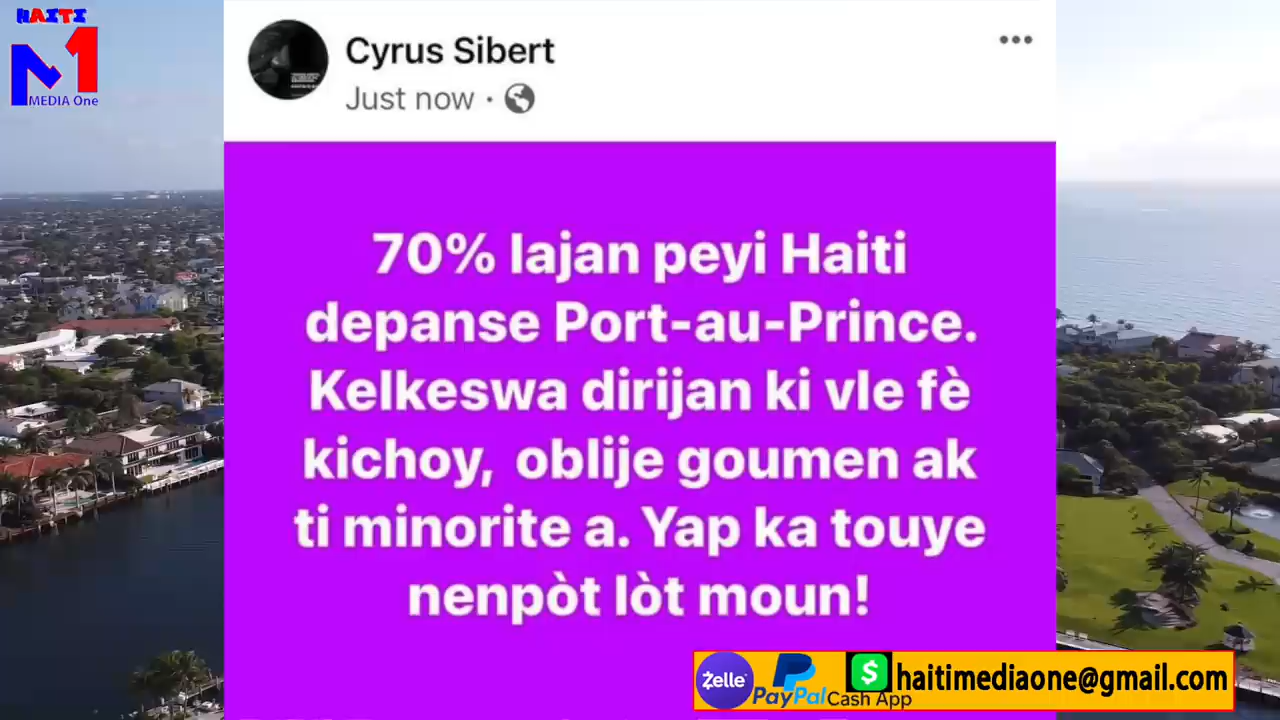 HAITI
M1
MEDIA One
Cyrus Sibert
Just now ·
70% lajan peyi Haiti
depanse Port-au-Prince.
Kelkeswa dirijan ki vle fè
kichoy, oblije goumen ak
ti minorite a. Yap ka touye
nenpòt lòt moun!
Zelle
PayPal
$
Cash App
haitimediaone@gmail.com